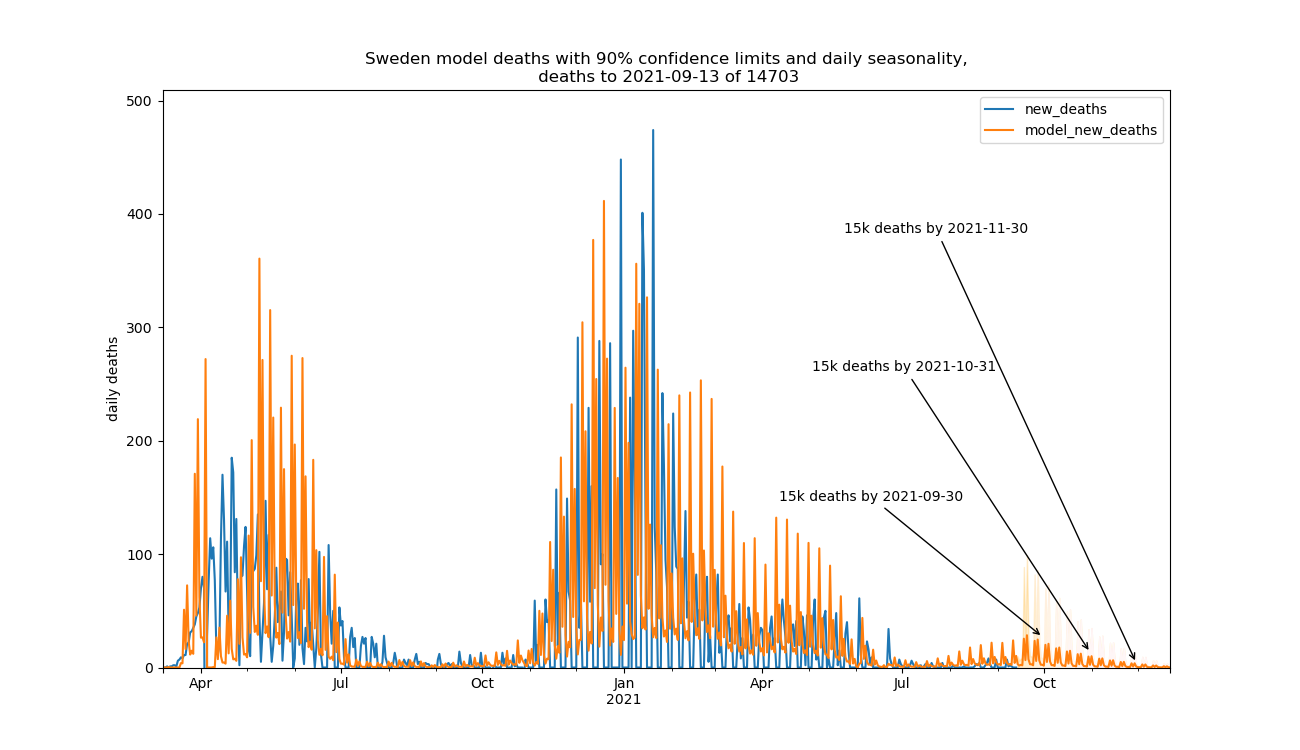 Sweden model deaths with 90% confidence limits and daily seasonality,
deaths to 2021-09-13 of 14703
500
400
300
200
100
0
daily deaths
new_deaths
model_new_deaths
15k deaths by 2021-11-30
15k deaths by 2021-10-31
15k deaths by 2021-09-30
Apr
Jul
Oct
Jan
2021
Apr
Jul
Oct